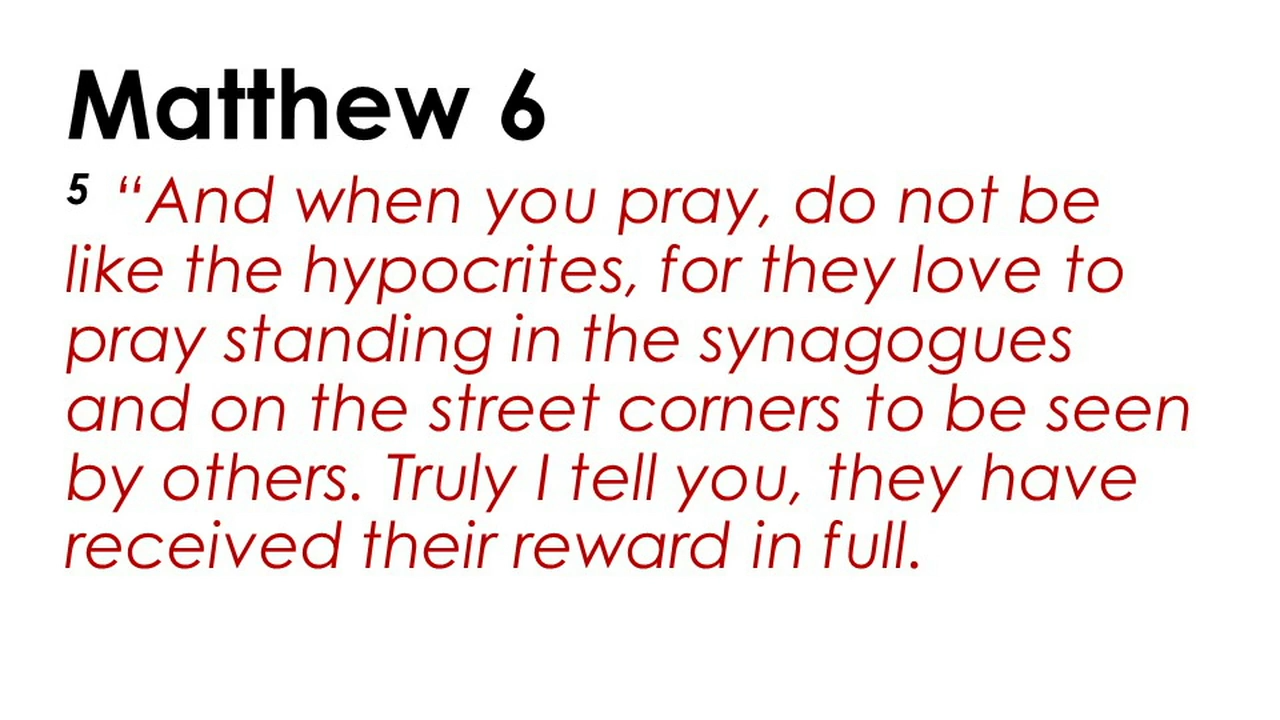 Matthew 6
5 “And when you pray, do not be
like the hypocrites, for they love to
pray standing in the synagogues
and on the street corners to be seen
by others. Truly I tell you, they have
received their reward in full.